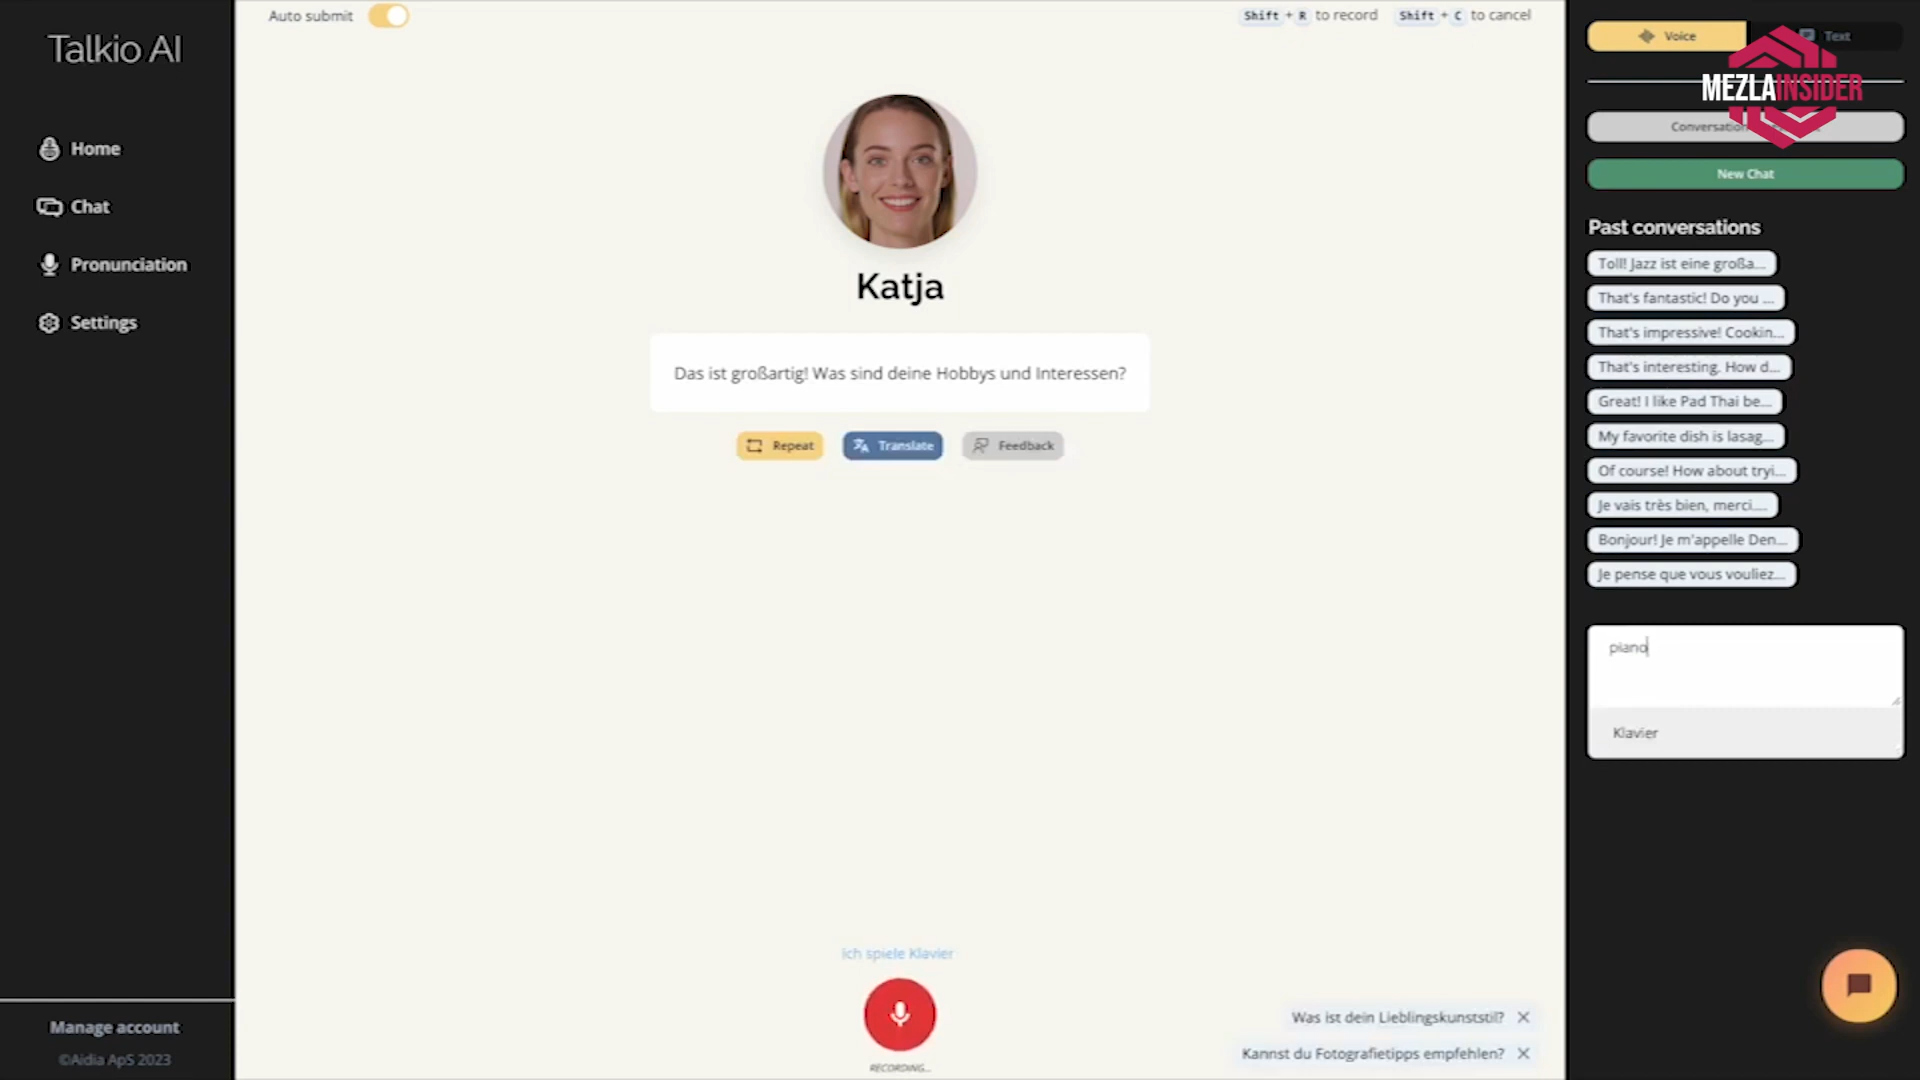 Talkio AI
Home
Chat
Pronunciation
Settings
Manage account
©Aidia ApS 2023
Auto submit
Shift + R to record Shift + C to cancel
Katja
Das ist großartig! Was sind deine Hobbys und Interessen?
Repeat Translate Feedback
ich spiele Klavier
RECORDING...
Was ist dein Lieblingskunststil?
Kannst du Fotografietipps empfehlen?
Voice Text
MEZLAINSIDER
Conversation
New Chat
Past conversations
Toll! Jazz ist eine großa...
That's fantastic! Do you ...
That's impressive! Cookin...
That's interesting. How d...
Great! I like Pad Thai be...
My favorite dish is lasag...
Of course! How about tryi...
Je vais très bien, merci....
Bonjour! Je m'appelle Den...
Je pense que vous vouliez...
piano
Klavier